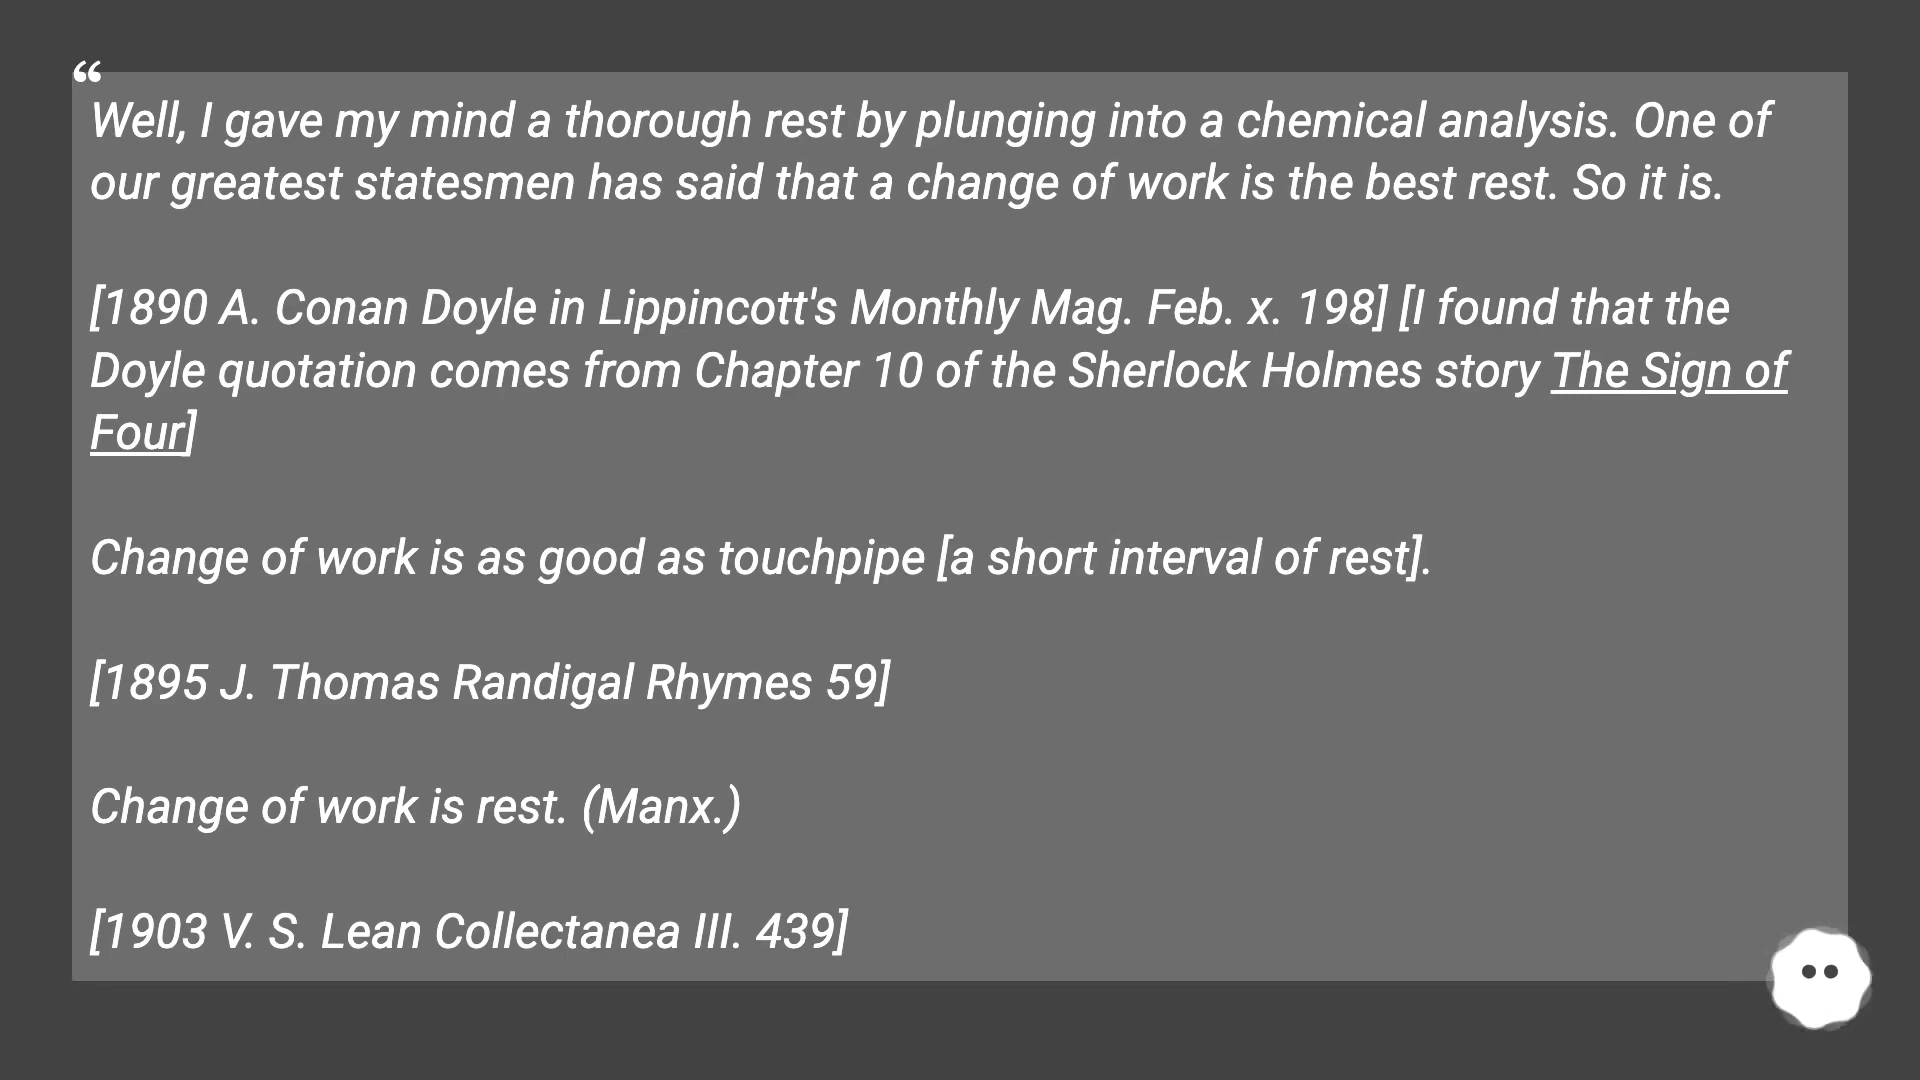 “
Well, I gave my mind a thorough rest by plunging into a chemical analysis. One of
our greatest statesmen has said that a change of work is the best rest. So it is.
[1890 A. Conan Doyle in Lippincott's Monthly Mag. Feb. x. 198] [I found that the
Doyle quotation comes from Chapter 10 of the Sherlock Holmes story The Sign of
Four]
Change of work is as good as touchpipe [a short interval of rest].
[1895 J. Thomas Randigal Rhymes 59]
Change of work is rest. (Manx.)
[1903 V. S. Lean Collectanea III. 439]